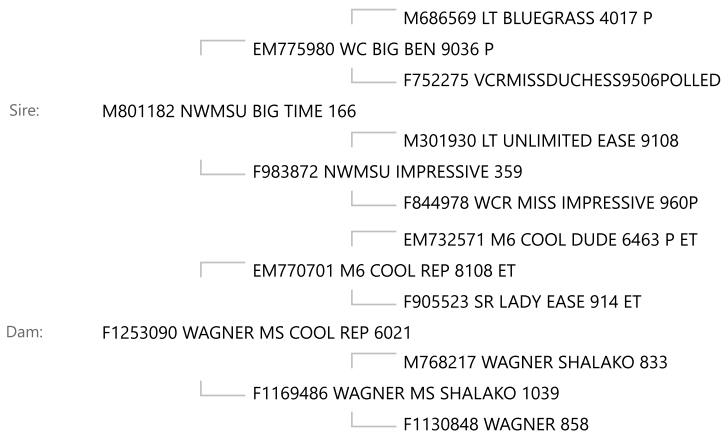 M686569 LT BLUEGRASS 4017 P
EM775980 WC BIG BEN 9036 P
F752275 VCRMISSDUCHESS9506POLLED
Sire: M801182 NWMSU BIG TIME 166
M301930 LT UNLIMITED EASE 9108
F983872 NWMSU IMPRESSIVE 359
F844978 WCR MISS IMPRESSIVE 960P
EM732571 M6 COOL DUDE 6463 P ET
EM770701 M6 COOL REP 8108 ET
F905523 SR LADY EASE 914 ET
Dam: F1253090 WAGNER MS COOL REP 6021
M768217 WAGNER SHALAKO 833
F1169486 WAGNER MS SHALAKO 1039
F1130848 WAGNER 858